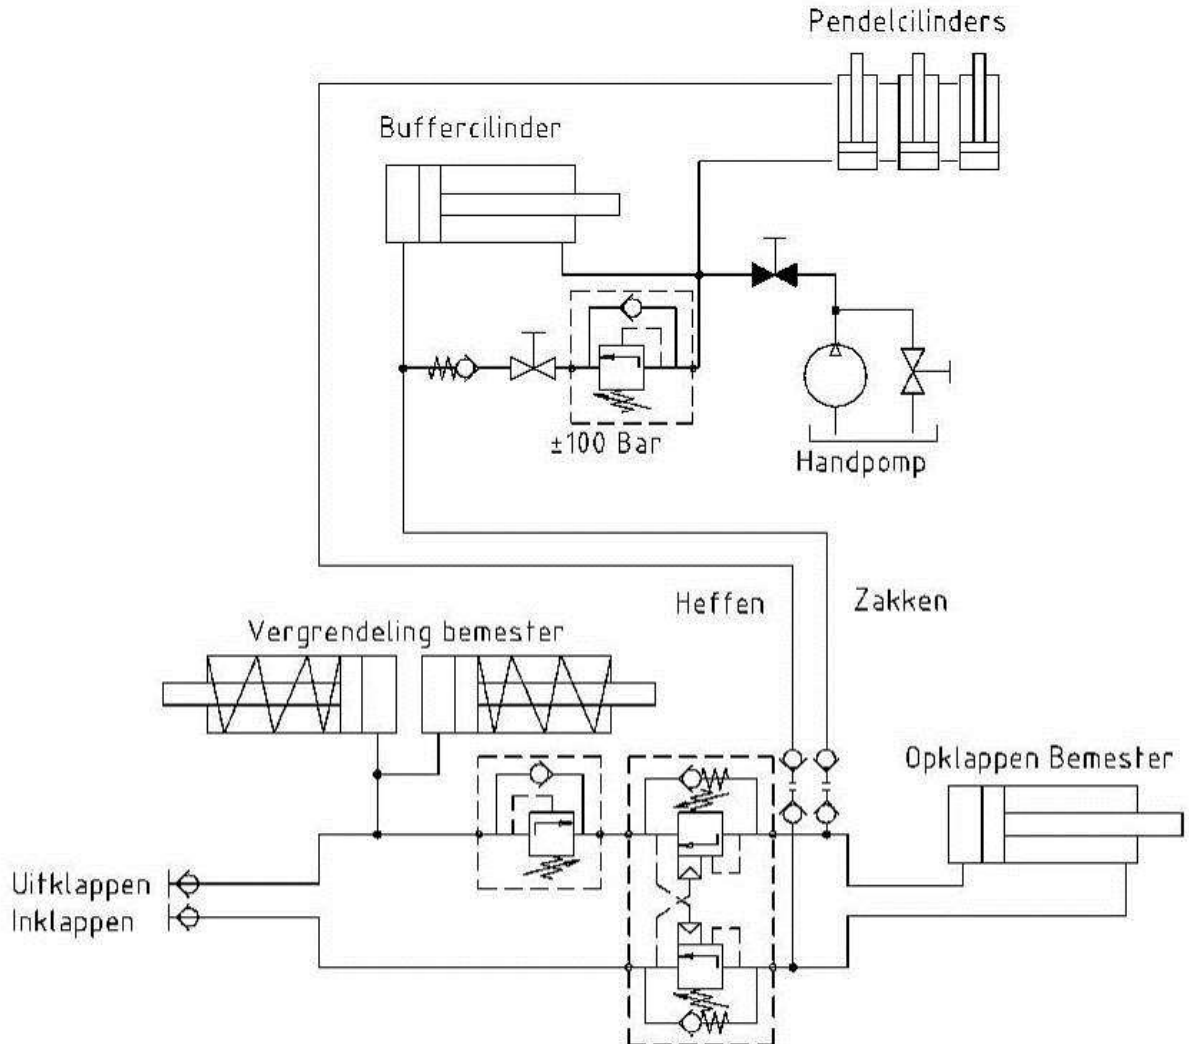 Pendelcilinders
Buffercilinder
±100 Bar
Handpomp
Heffen
Zakken
Vergrendeling bemester
Opklappen Bemester
Uitklappen
Inklappen